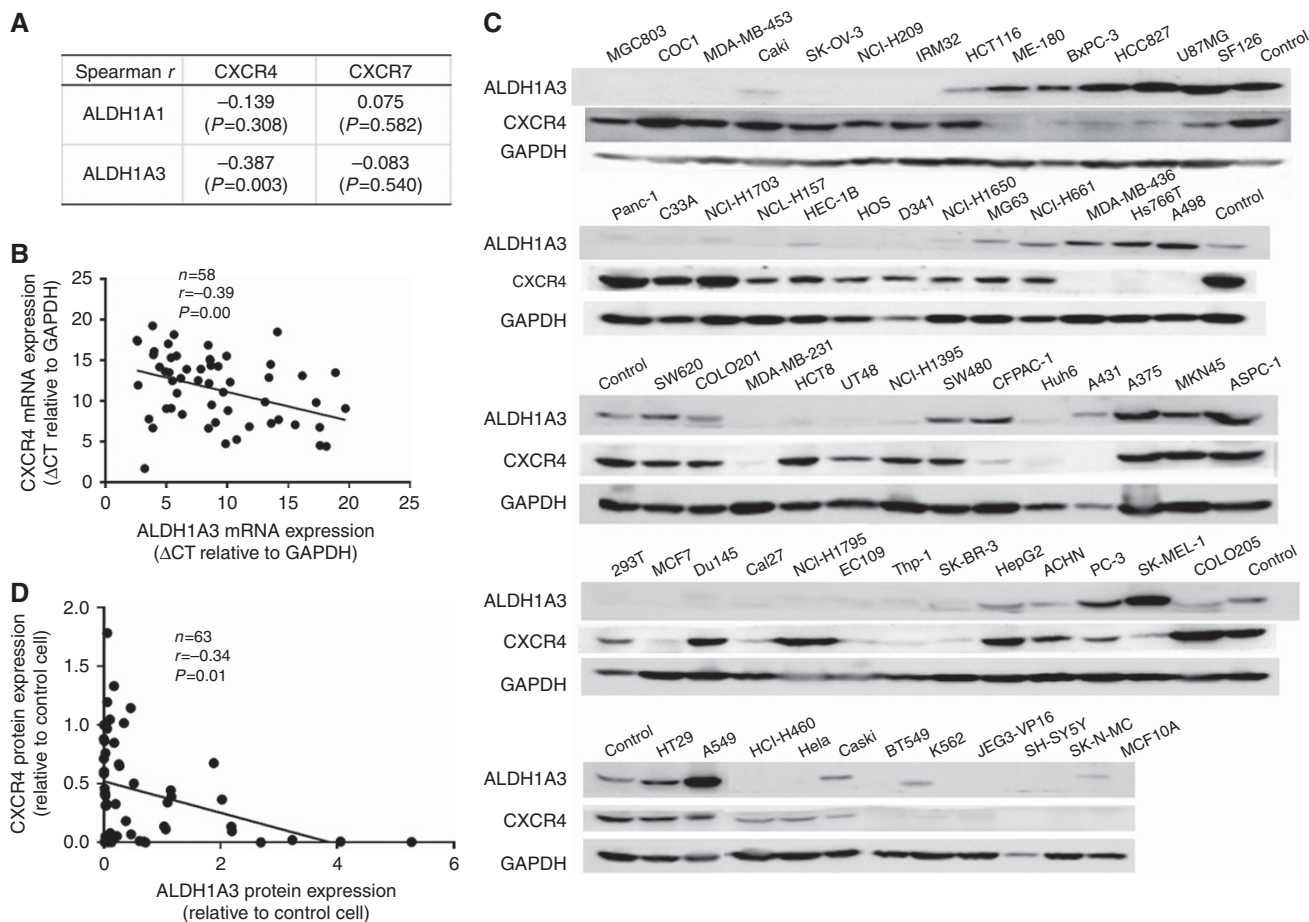 A
Spearman r CXCR4 CXCR7
ALDH1A1 –0.139 (P=0.308) 0.075 (P=0.582)
ALDH1A3 –0.387 (P=0.003) –0.083 (P=0.540)
B
CXCR4 mRNA expression
(ΔCT relative to GAPDH)
25
20
15
10
5
0
n=58
r=–0.39
P=0.00
0 5 10 15 20 25
ALDH1A3 mRNA expression
(ΔCT relative to GAPDH)
D
CXCR4 protein expression
(relative to control cell)
2.0
1.5
1.0
0.5
0.0
n=63
r=–0.34
P=0.01
0 2 4 6
ALDH1A3 protein expression
(relative to control cell)
C
MGC803 COC1 MDA-MB-453 Caki SK-OV-3 NCI-H209 IRM32 HCT116 ME-180 BxPC-3 HCC827 U87MG SF126 Control
ALDH1A3
CXCR4
GAPDH
Panc-1 C33A NCI-H1703 NCL-H157 HEC-1B HOS D341 NCI-H1650 MG63 NCI-H661 MDA-MB-436 Hs766T A498 Control
ALDH1A3
CXCR4
GAPDH
Control SW620 COLO201 MDA-MB-231 HCT8 UT48 NCI-H1395 SW480 CFPAC-1 Huh6 A431 A375 MKN45 ASPC-1
ALDH1A3
CXCR4
GAPDH
293T MCF7 Du145 Cal27 NCI-H1795 EC109 Thp-1 SK-BR-3 HepG2 ACHN PC-3 SK-MEL-1 COLO205 Control
ALDH1A3
CXCR4
GAPDH
Control HT29 A549 HCI-H460 Hela Caski BT549 K562 JEG3-VP16 SH-SY5Y SK-N-MC MCF10A
ALDH1A3
CXCR4
GAPDH